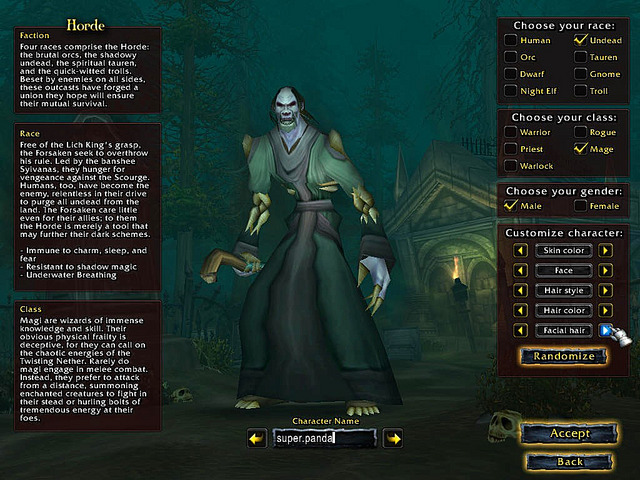 Horde
Faction
Four races comprise the Horde:
the brutal orcs, the shadowy
undead, the spiritual tauren,
and the quick-witted trolls.
Beset by enemies on all sides,
these outcasts have forged a
union they hope will ensure
their mutual survival.
Race
Free of the Lich King's grasp,
the Forsaken seek to overthrow
his rule. Led by the banshee
Sylvanas, they hunger for
vengeance against the Scourge.
Humans, too, have become the
enemy, relentless in their drive
to purge all undead from the
land. The Forsaken care little
even for their allies; to them
the Horde is merely a tool that
may further their dark schemes.
- Immune to charm, sleep, and
fear
- Resistant to shadow magic
- Underwater Breathing
Class
Magi are wizards of immense
knowledge and skill. Their
obvious physical frailty is
deceptive, for they can call on
the chaotic energies of the
Twisting Nether. Rarely do
magi engage in melee combat.
Instead, they prefer to attack
from a distance, summoning
enchanted creatures to fight in
their stead or hurling bolts of
tremendous energy at their
foes.
Character Name
super.panda
Choose your race:
Human Undead
Orc Tauren
Dwarf Gnome
Night Elf Troll
Choose your class:
Warrior Rogue
Priest Mage
Warlock
Choose your gender:
Male Female
Customize character:
Skin color
Face
Hair style
Hair color
Facial hair
Randomize
Accept
Back